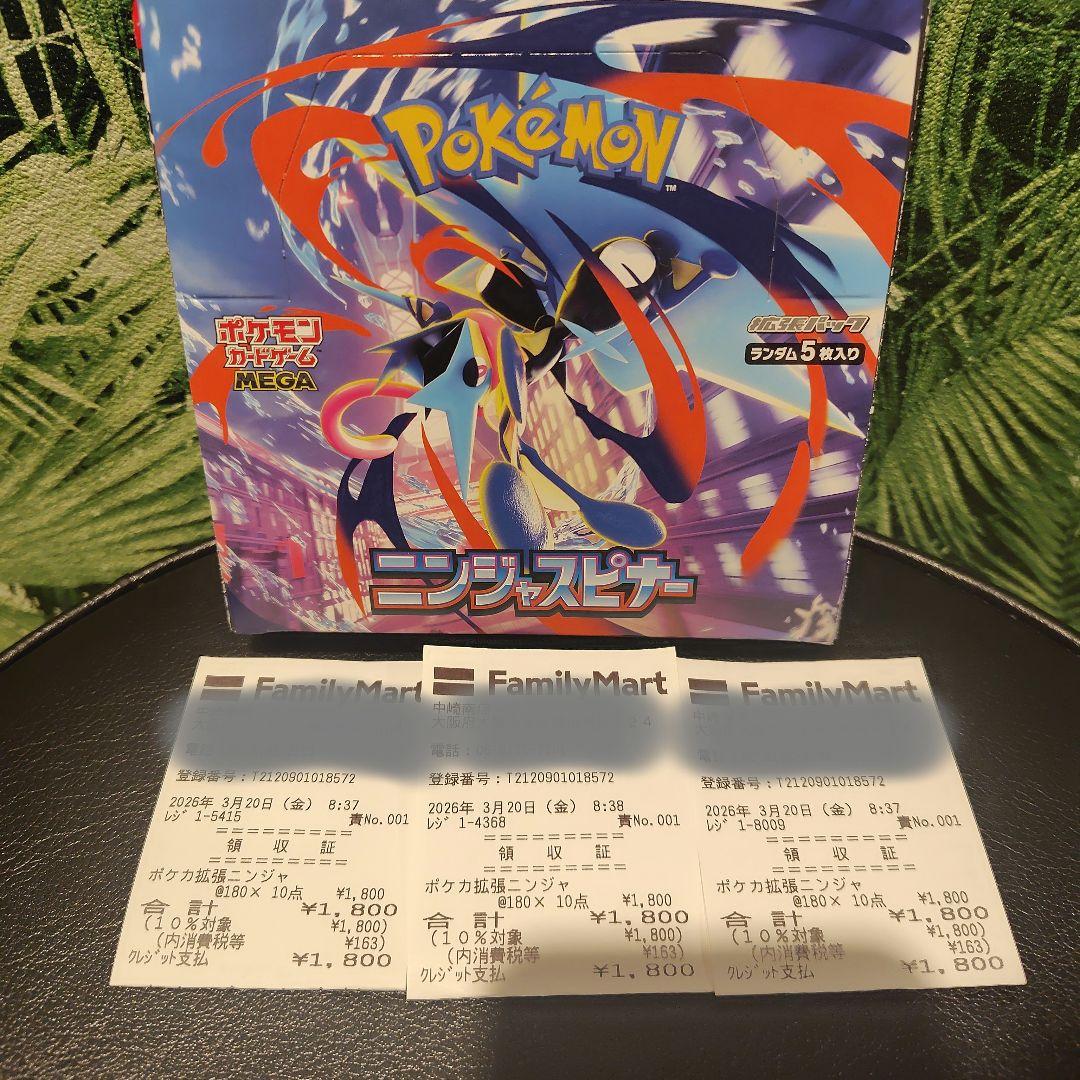 POKéMON
TM
ポケモン
カードゲーム
MEGA
拡張パック
ランダム5枚入り
ニンジャスピナー
FamilyMart
電話:
登録番号:T2120901018572
2026年 3月20日(金) 8:37
レジ 1-5415 責No.001
=========
領 収 証
=========
ポケカ拡張ニンジャ
@180× 10点 ¥1,800
合 計 ¥1,800
(10%対象 ¥1,800)
(内消費税等 ¥163)
クレジット支払 ¥1,800
FamilyMart
中崎南
大阪府
電話:
登録番号:T2120901018572
2026年 3月20日(金) 8:38
レジ 1-4368 責No.001
=========
領 収 証
=========
ポケカ拡張ニンジャ
@180× 10点 ¥1,800
合 計 ¥1,800
(10%対象 ¥1,800)
(内消費税等 ¥163)
クレジット支払 ¥1,800
FamilyMart
登録番号:T2120901018572
2026年 3月20日(金) 8:37
レジ 1-8009 責No.001
=========
領 収 証
=========
ポケカ拡張ニンジャ
@180× 10点 ¥1,800
合 計 ¥1,800
(10%対象 ¥1,800)
(内消費税等 ¥163)
クレジット支払 ¥1,800